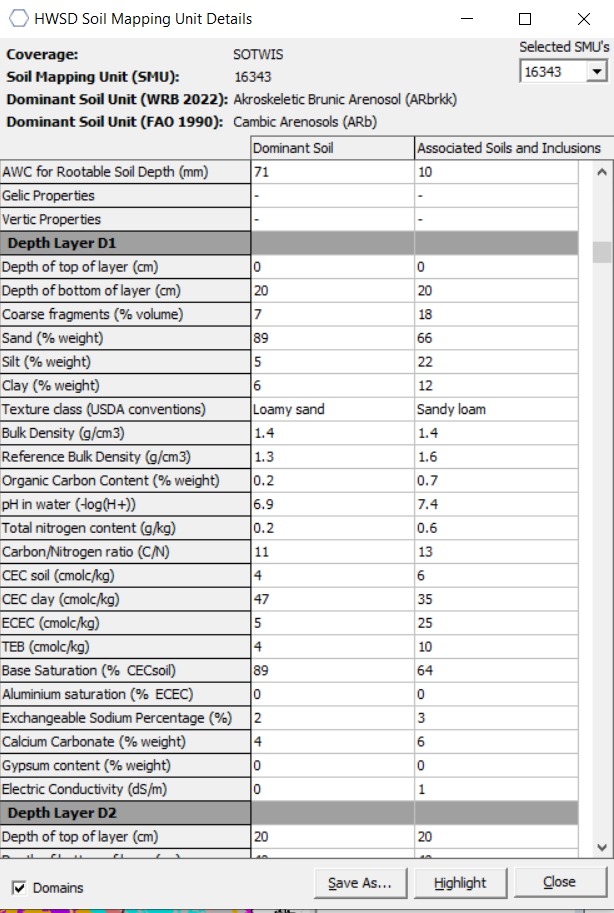 HWSD Soil Mapping Unit Details
Coverage: SOTWIS
Selected SMU's
Soil Mapping Unit (SMU): 16343
16343
Dominant Soil Unit (WRB 2022): Akroskeletic Brunic Arenosol (ARbrkk)
Dominant Soil Unit (FAO 1990): Cambic Arenosols (ARb)
Dominant Soil Associated Soils and Inclusions
AWC for Rootable Soil Depth (mm) 71 10
Gelic Properties - -
Vertic Properties - -
Depth Layer D1
Depth of top of layer (cm) 0 0
Depth of bottom of layer (cm) 20 20
Coarse fragments (% volume) 7 18
Sand (% weight) 89 66
Silt (% weight) 5 22
Clay (% weight) 6 12
Texture class (USDA conventions) Loamy sand Sandy loam
Bulk Density (g/cm3) 1.4 1.4
Reference Bulk Density (g/cm3) 1.3 1.6
Organic Carbon Content (% weight) 0.2 0.7
pH in water (-log(H+)) 6.9 7.4
Total nitrogen content (g/kg) 0.2 0.6
Carbon/Nitrogen ratio (C/N) 11 13
CEC soil (cmolc/kg) 4 6
CEC clay (cmolc/kg) 47 35
ECEC (cmolc/kg) 5 25
TEB (cmolc/kg) 4 10
Base Saturation (% CECsoil) 89 64
Aluminium saturation (% ECEC) 0 0
Exchangeable Sodium Percentage (%) 2 3
Calcium Carbonate (% weight) 4 6
Gypsum content (% weight) 0 0
Electric Conductivity (dS/m) 0 1
Depth Layer D2
Depth of top of layer (cm) 20 20
Domains
Save As...
Highlight
Close